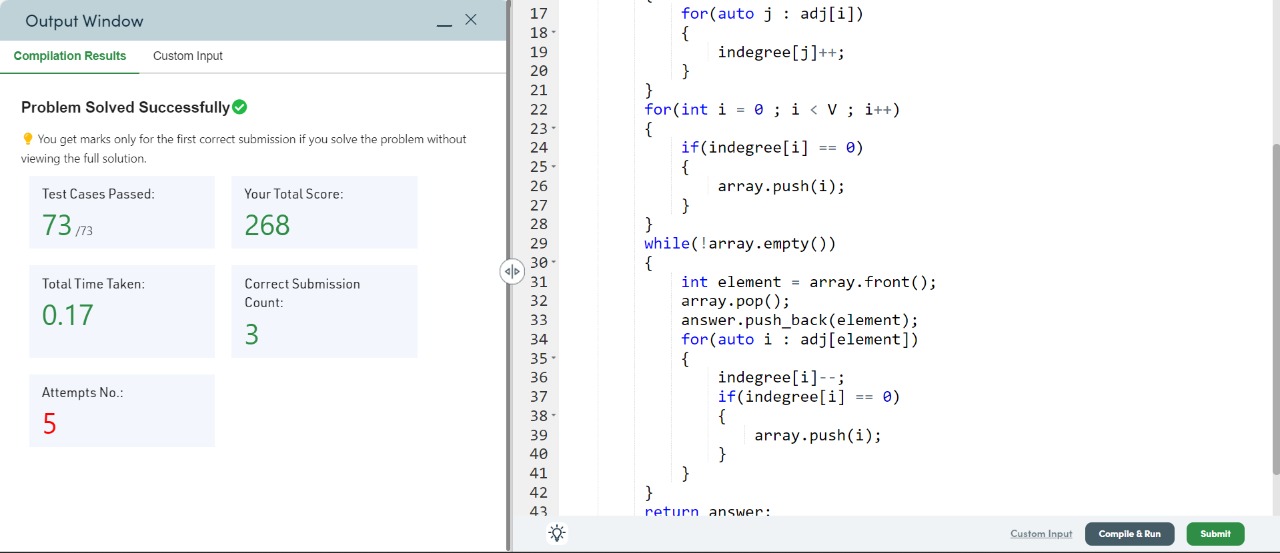 Output Window
Compilation Results
Custom Input
Problem Solved Successfully
You get marks only for the first correct submission if you solve the problem without
viewing the full solution.
Test Cases Passed:
73 /73
Your Total Score:
268
Total Time Taken:
0.17
Correct Submission
Count:
3
Attempts No.:
5
17 for(auto j : adj[i])
18 {
19 indegree[j]++;
20 }
21 }
22 for(int i = 0 ; i < V ; i++)
23 {
24 if(indegree[i] == 0)
25 {
26 array.push(i);
27 }
28 }
29 while(!array.empty())
30 {
31 int element = array.front();
32 array.pop();
33 answer.push_back(element);
34 for(auto i : adj[element])
35 {
36 indegree[i]--;
37 if(indegree[i] == 0)
38 {
39 array.push(i);
40 }
41 }
42 }
43 return answer;
Custom Input
Compile & Run
Submit